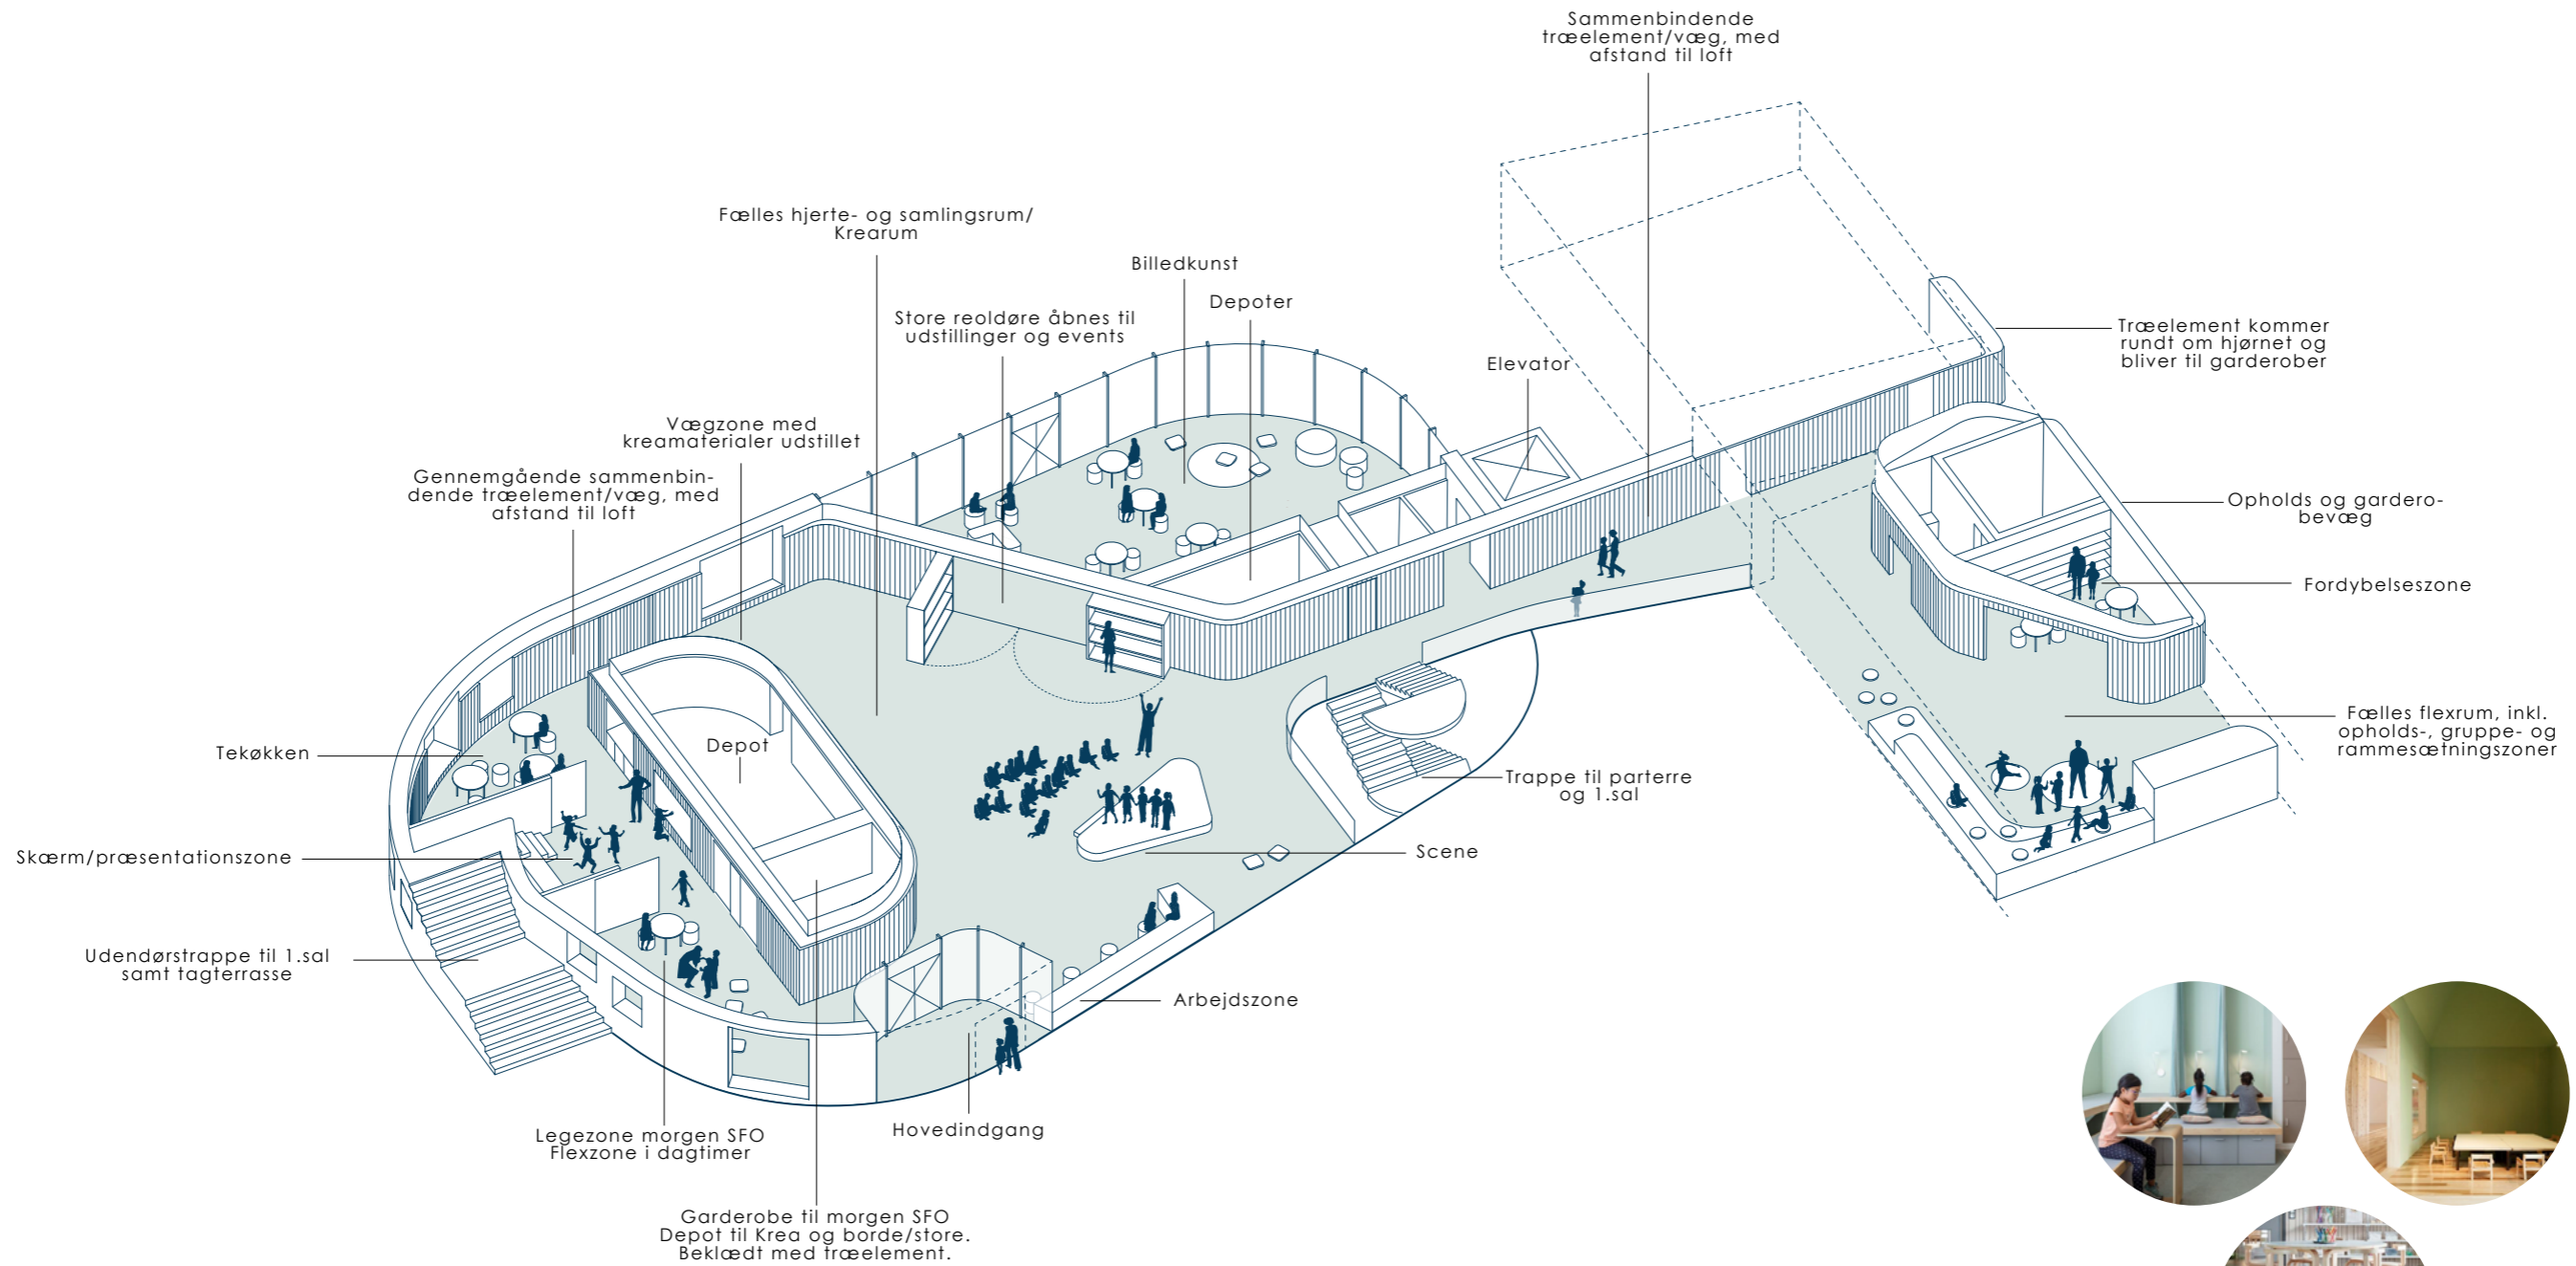 Sammenbindende
træelement/væg, med
afstand til loft
Fælles hjerte- og samlingsrum/
Krearum
Billedkunst
Depoter
Store reoldøre åbnes til
udstillinger og events
Elevator
Træelement kommer
rundt om hjørnet og
bliver til garderober
Vægzone med
kreamaterialer udstillet
Gennemgående sammenbin-
dende træelement/væg, med
afstand til loft
Opholds og gardero-
bevæg
Fordybelseszone
Fælles flexrum, inkl.
opholds-, gruppe- og
rammesætningszoner
Tekøkken
Depot
Trappe til parterre
og 1.sal
Skærm/præsentationszone
Scene
Udendørstrappe til 1.sal
samt tagterrasse
Arbejdszone
Hovedindgang
Legezone morgen SFO
Flexzone i dagtimer
Garderobe til morgen SFO
Depot til Krea og borde/store.
Beklædt med træelement.